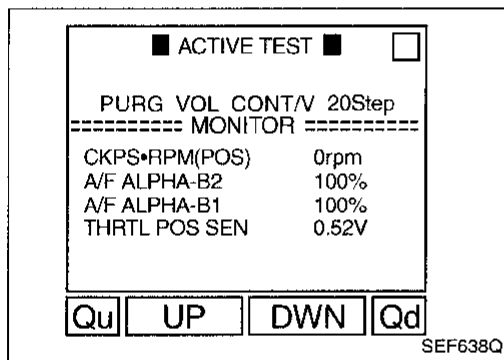 ■ ACTIVE TEST ■
PURG VOL CONT/V 20Step
========== MONITOR ==========
CKPS•RPM(POS) 0rpm
A/F ALPHA-B2 100%
A/F ALPHA-B1 100%
THRTL POS SEN 0.52V
Qu UP DWN Qd
SEF638Q